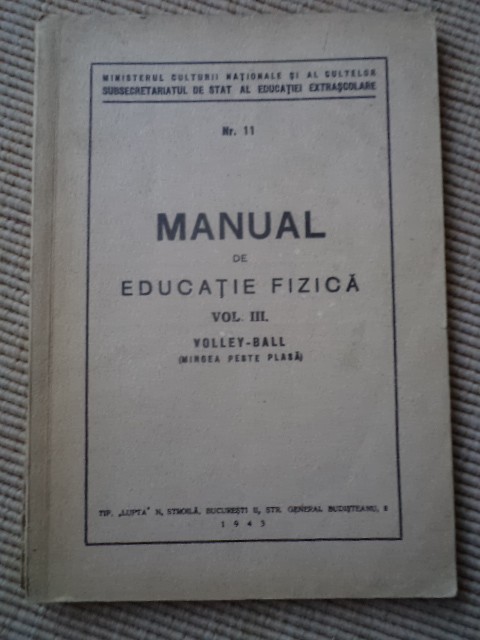 MINISTERUL CULTURII NAȚIONALE ȘI AL CULTELOR
SUBSECRETARIATUL DE STAT AL EDUCAȚIEI EXTRAȘCOLARE
Nr. 11
MANUAL
DE
EDUCAȚIE FIZICĂ
VOL. III.
VOLLEY-BALL
(MINGEA PESTE PLASĂ)
TIP. „LUPTA" N. STROILĂ, BUCUREȘTI II, STR. GENERAL BUDIȘTEANU, 8
1943